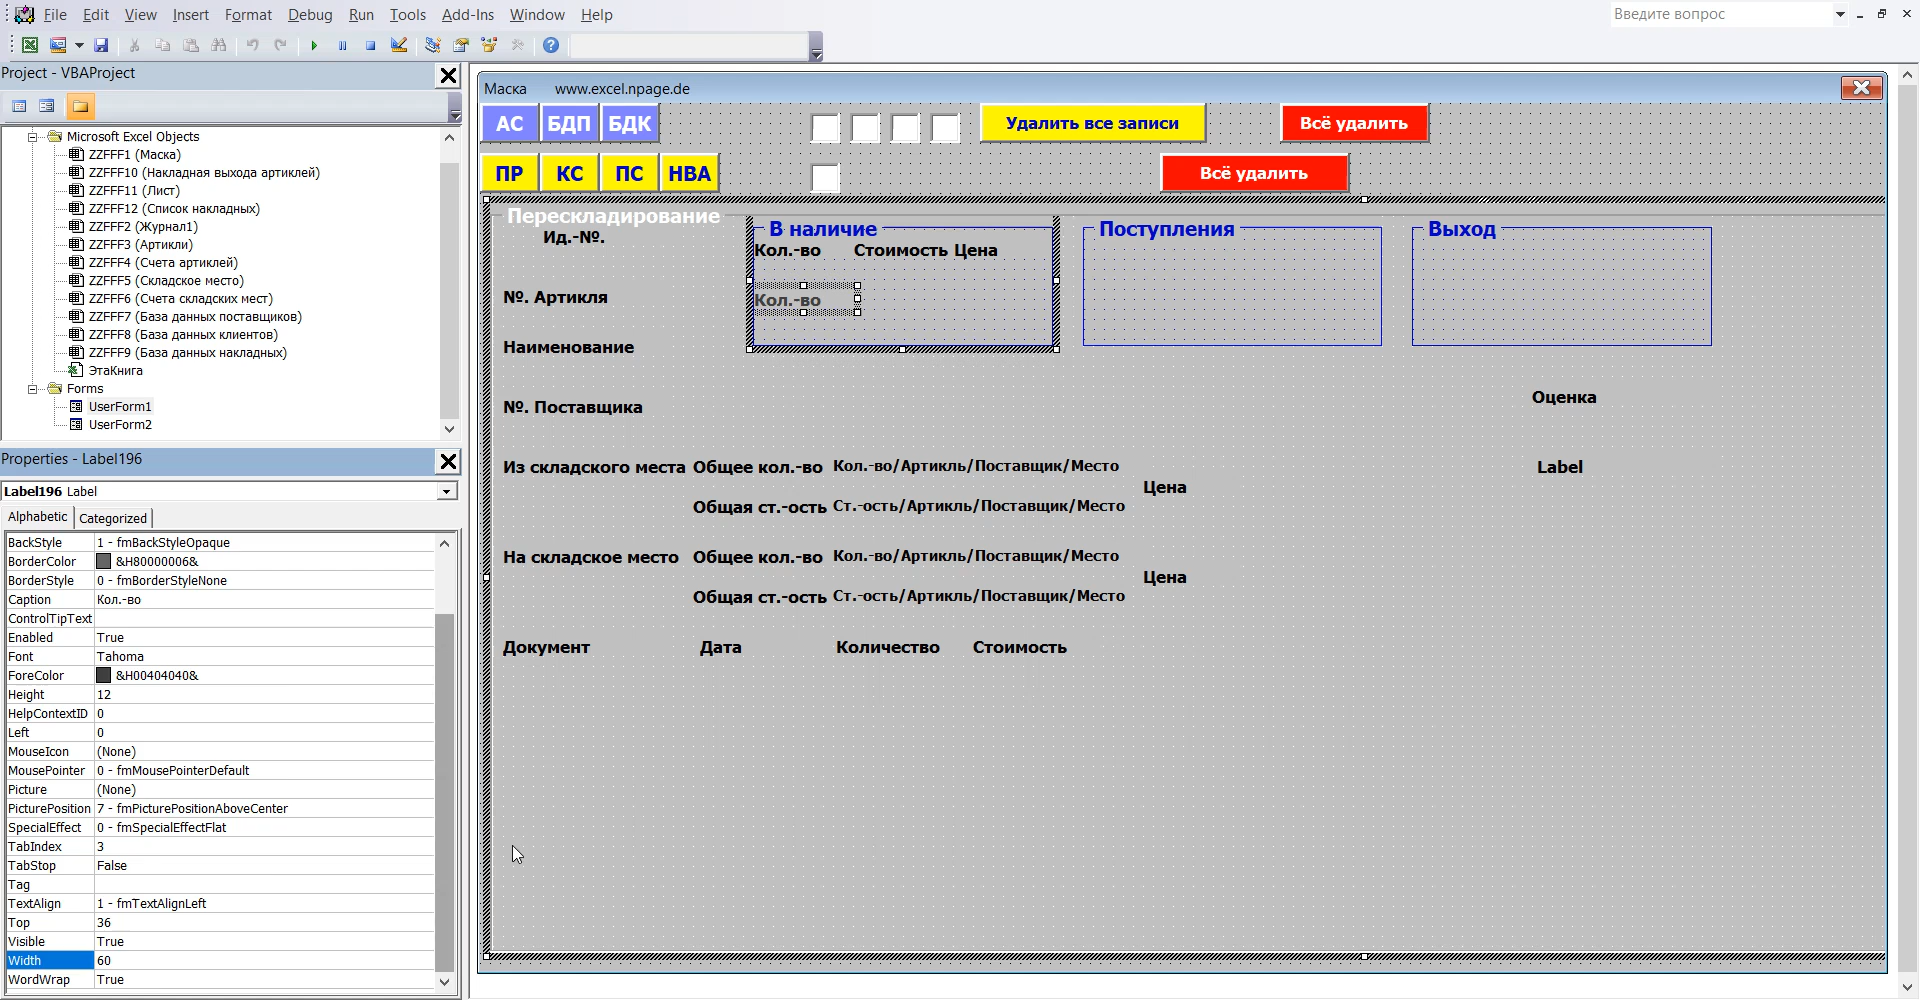 File Edit View Insert Format Debug Run Tools Add-Ins Window Help
Введите вопрос
Project - VBAProject
Microsoft Excel Objects
ZZFFF1 (Маска)
ZZFFF10 (Накладная выхода артиклей)
ZZFFF11 (Лист)
ZZFFF12 (Список накладных)
ZZFFF2 (Журнал1)
ZZFFF3 (Артикли)
ZZFFF4 (Счета артиклей)
ZZFFF5 (Складское место)
ZZFFF6 (Счета складских мест)
ZZFFF7 (База данных поставщиков)
ZZFFF8 (База данных клиентов)
ZZFFF9 (База данных накладных)
ЭтаКнига
Forms
UserForm1
UserForm2
Properties - Label196
Label196 Label
Alphabetic Categorized
BackStyle 1 - fmBackStyleOpaque
BorderColor &H80000006&
BorderStyle 0 - fmBorderStyleNone
Caption Кол.-во
ControlTipText
Enabled True
Font Tahoma
ForeColor &H00404040&
Height 12
HelpContextID 0
Left 0
MouseIcon (None)
MousePointer 0 - fmMousePointerDefault
Picture (None)
PicturePosition 7 - fmPicturePositionAboveCenter
SpecialEffect 0 - fmSpecialEffectFlat
TabIndex 3
TabStop False
Tag
TextAlign 1 - fmTextAlignLeft
Top 36
Visible True
Width 60
WordWrap True
Маска www.excel.npage.de
АС БДП БДК Удалить все записи Всё удалить
ПР КС ПС НВА Всё удалить
Перескладирование
В наличие Поступления Выход
Ид.-№.
Кол.-во Стоимость Цена
№. Артикля Кол.-во
Наименование
№. Поставщика Оценка
Из складского места Общее кол.-во Кол.-во/Артикль/Поставщик/Место Label
Цена
Общая ст.-ость Ст.-ость/Артикль/Поставщик/Место
На складское место Общее кол.-во Кол.-во/Артикль/Поставщик/Место
Цена
Общая ст.-ость Ст.-ость/Артикль/Поставщик/Место
Документ Дата Количество Стоимость